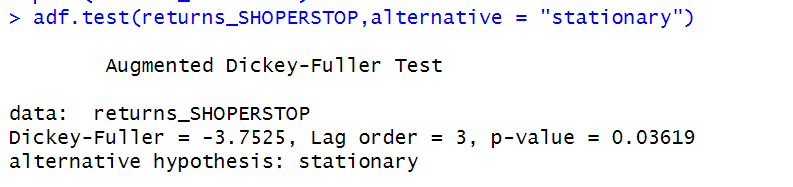 > adf.test(returns_SHOPERSTOP,alternative = "stationary")
Augmented Dickey-Fuller Test
data:  returns_SHOPERSTOP
Dickey-Fuller = -3.7525, Lag order = 3, p-value = 0.03619
alternative hypothesis: stationary